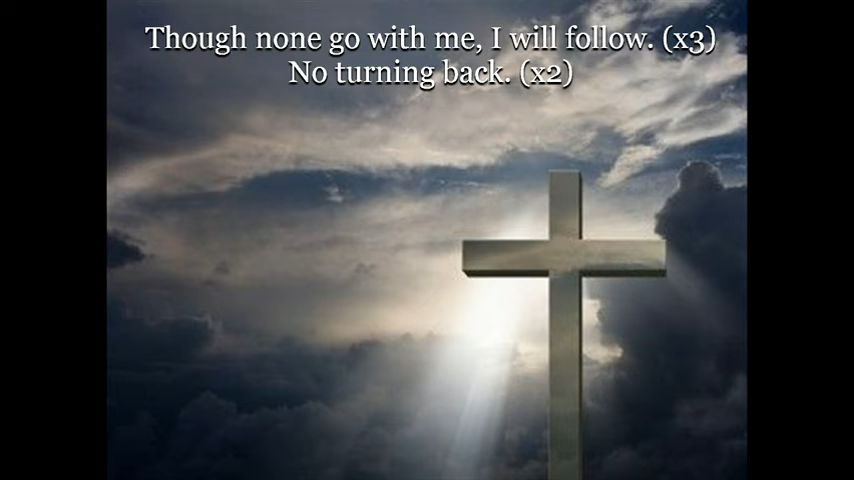 Though none go with me, I will follow. (x3)
No turning back. (x2)